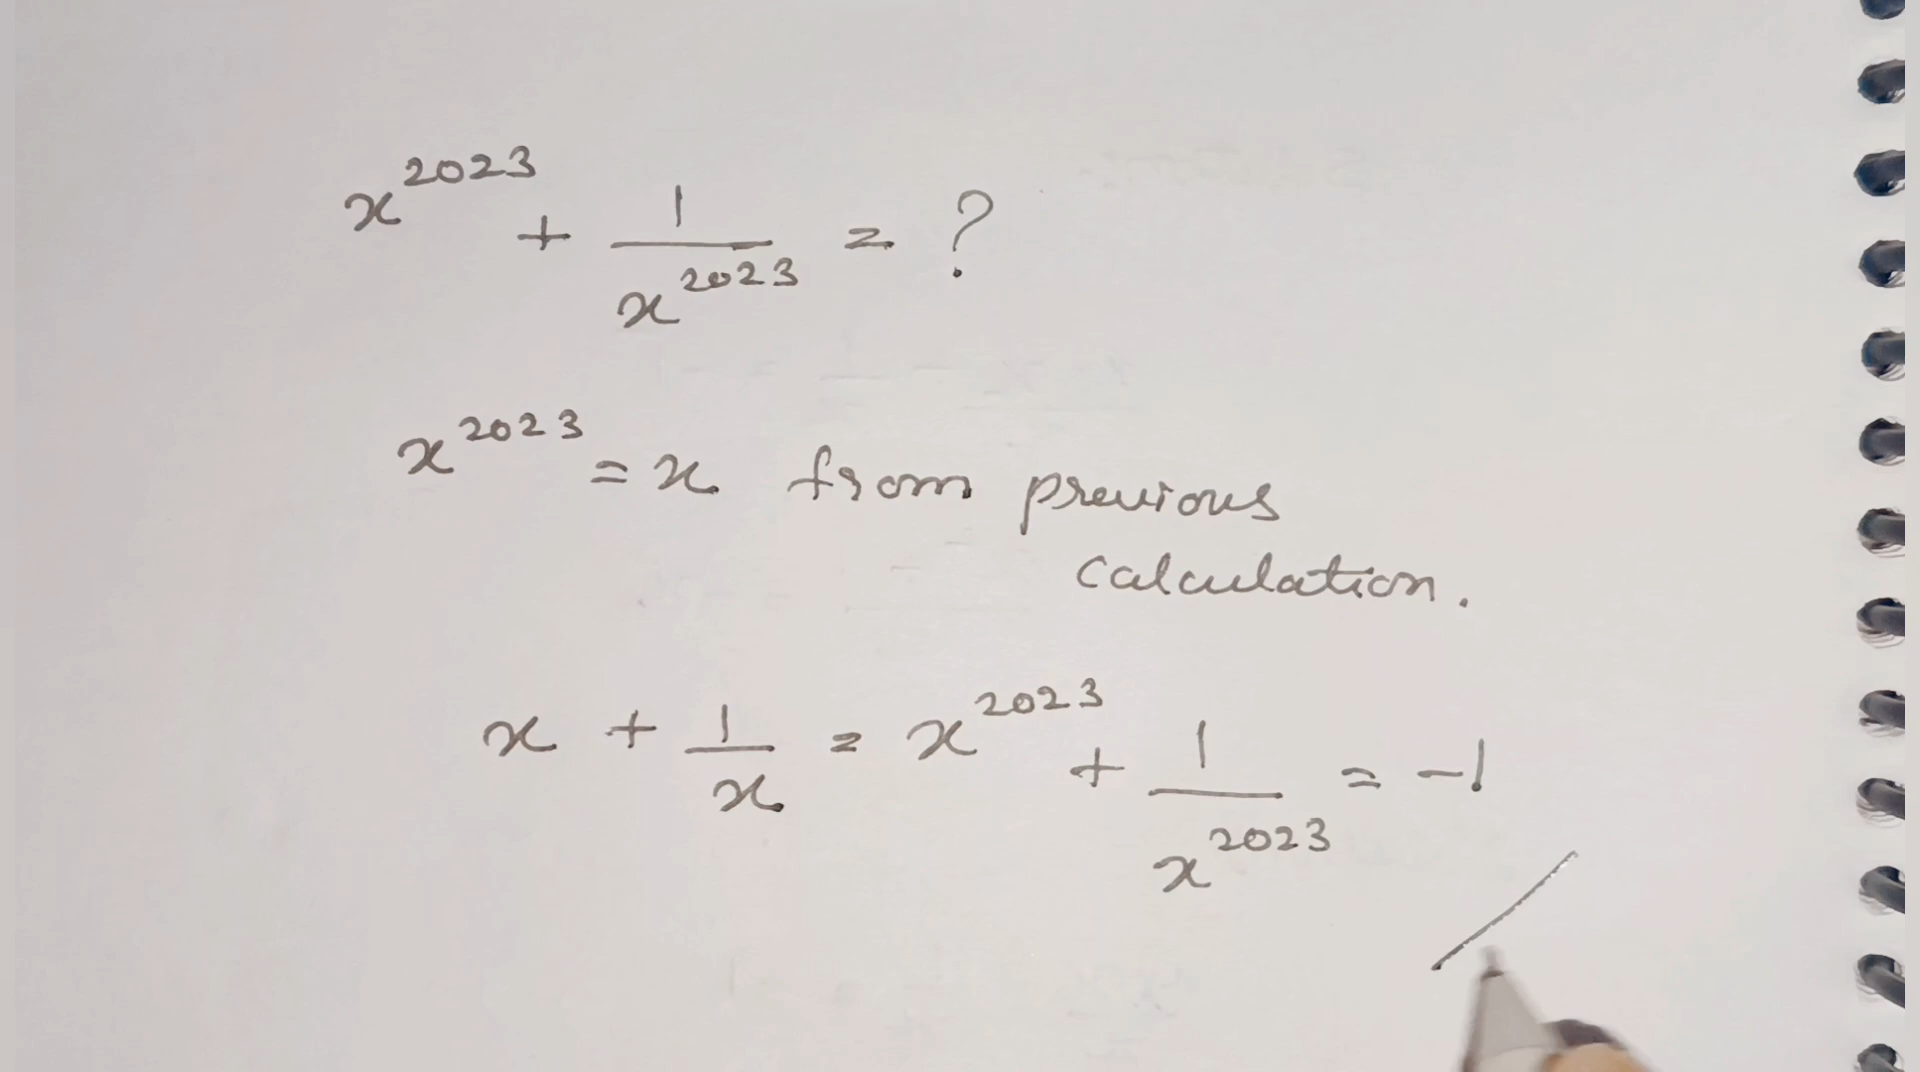 x^2023 + 1/x^2023 = ?
x^2023 = x from previous
calculation.
x + 1/x = x^2023 + 1/x^2023 = -1